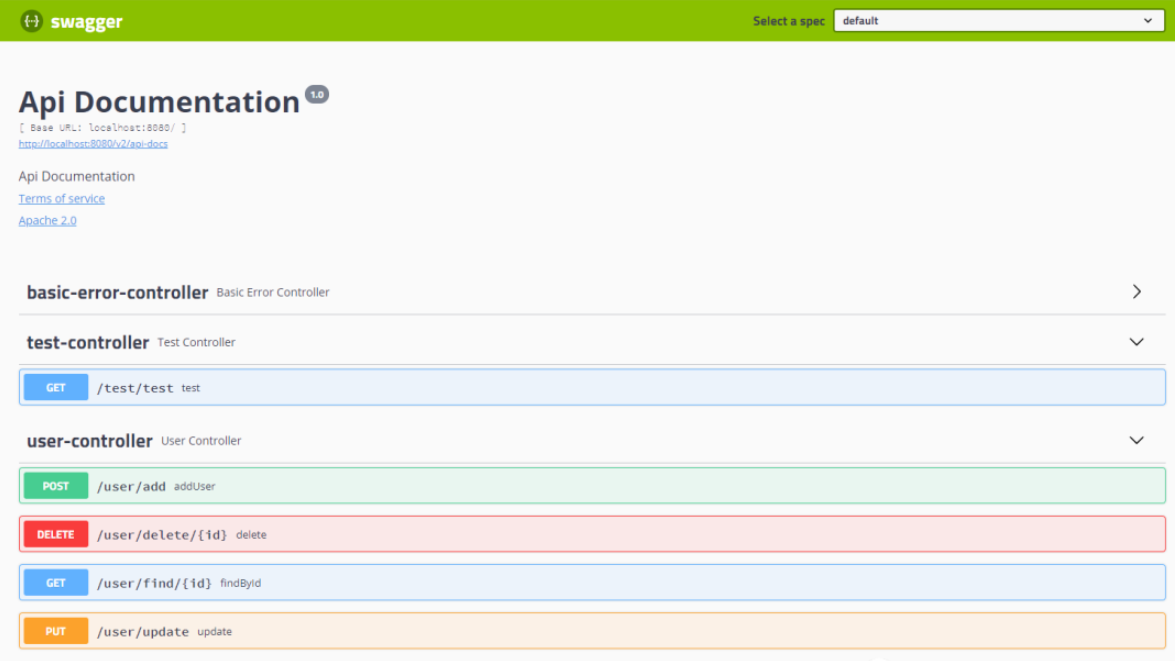 swagger
Select a spec default
Api Documentation 1.0
[ Base URL: localhost:8080/ ]
http://localhost:8080/v2/api-docs
Api Documentation
Terms of service
Apache 2.0
basic-error-controller Basic Error Controller
test-controller Test Controller
GET /test/test test
user-controller User Controller
POST /user/add addUser
DELETE /user/delete/{id} delete
GET /user/find/{id} findById
PUT /user/update update